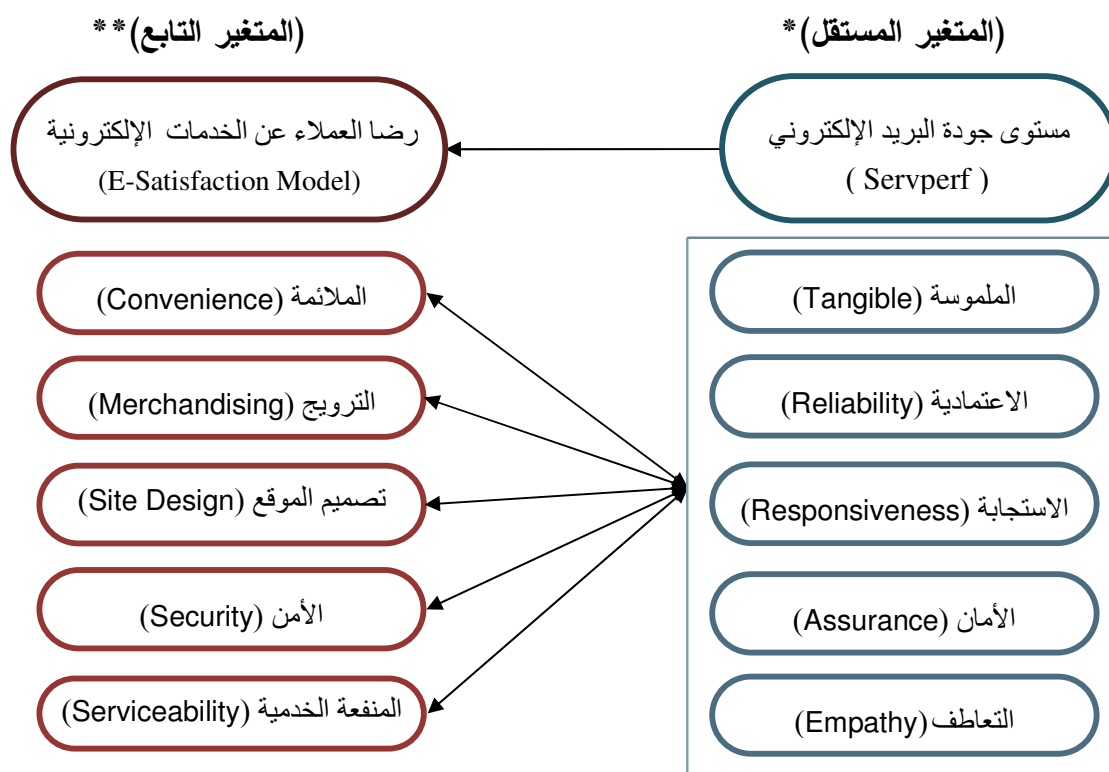 (المتغير المستقل)*
(المتغير التابع)**
مستوى جودة البريد الإلكتروني
( Servperf )
رضا العملاء عن الخدمات الإلكترونية
(E-Satisfaction Model)
الملموسة (Tangible)
الاعتمادية (Reliability)
الاستجابة (Responsiveness)
الأمان (Assurance)
التعاطف (Empathy)
الملائمة (Convenience)
الترويج (Merchandising)
تصميم الموقع (Site Design)
الأمن (Security)
المنفعة الخدمية (Serviceability)